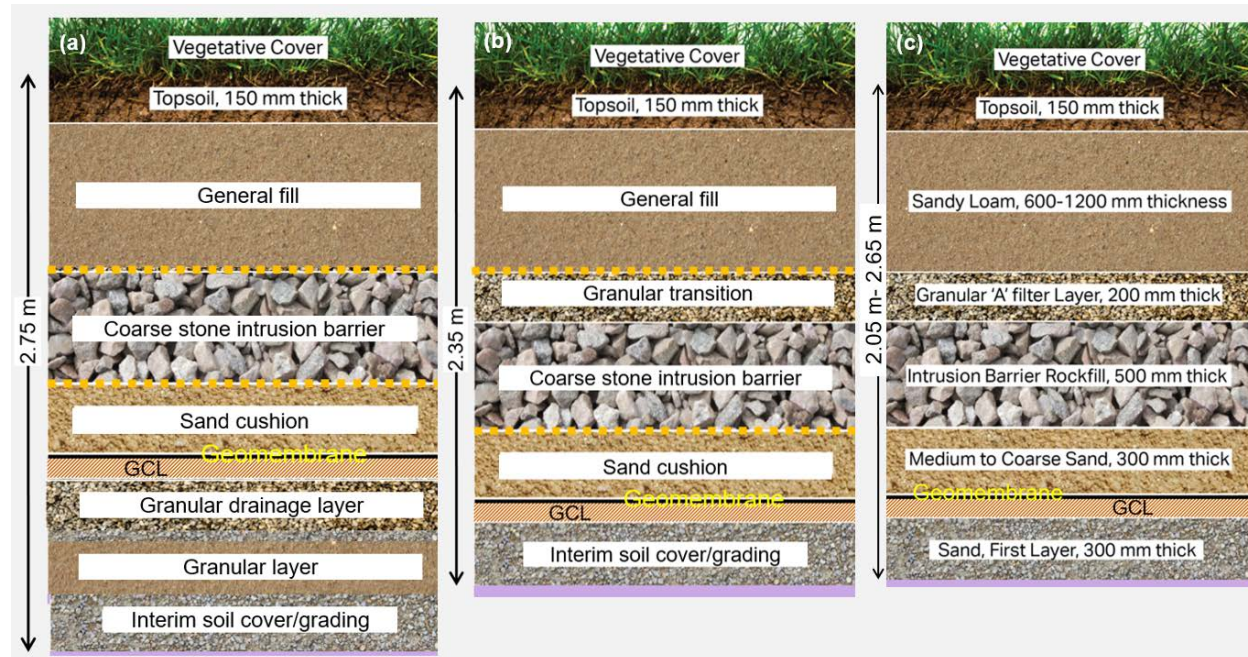 (a)
Vegetative Cover
Topsoil, 150 mm thick
General fill
Coarse stone intrusion barrier
Sand cushion
Geomembrane
GCL
Granular drainage layer
Granular layer
Interim soil cover/grading
2.75 m
(b)
Vegetative Cover
Topsoil, 150 mm thick
General fill
Granular transition
Coarse stone intrusion barrier
Sand cushion
Geomembrane
GCL
Interim soil cover/grading
2.35 m
(c)
Vegetative Cover
Topsoil, 150 mm thick
Sandy Loam, 600-1200 mm thickness
Granular 'A' filter Layer, 200 mm thick
Intrusion Barrier Rockfill, 500 mm thick
Medium to Coarse Sand, 300 mm thick
Geomembrane
GCL
Sand, First Layer, 300 mm thick
2.05 m- 2.65 m